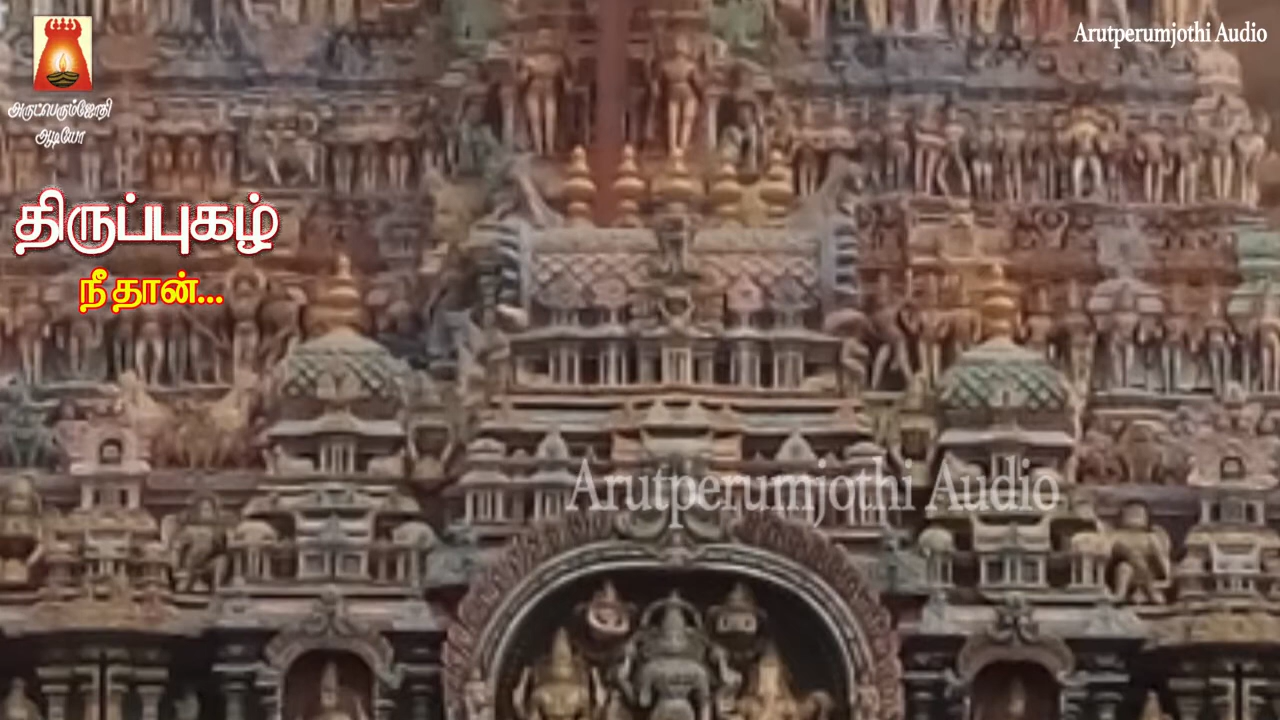 Arutperumjothi Audio
அருட்பெரும்ஜோதி
ஆடியோ
திருப்புகழ்
நீ தான்...
Arutperumjothi Audio